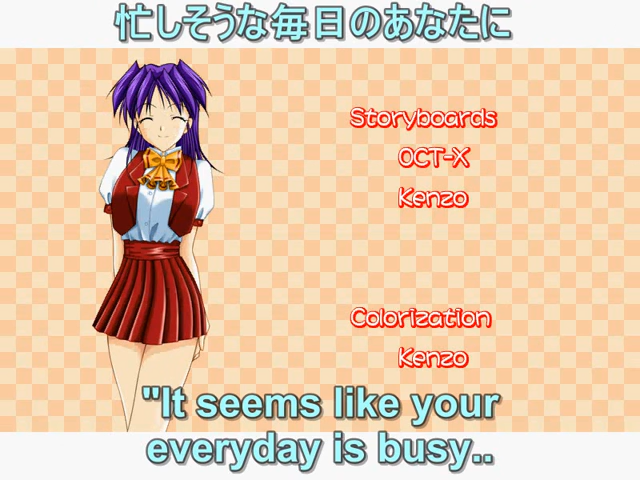 忙しそうな毎日のあなたに
Storyboards
OCT-X
Kenzo
Colorization
Kenzo
"It seems like your
everyday is busy..